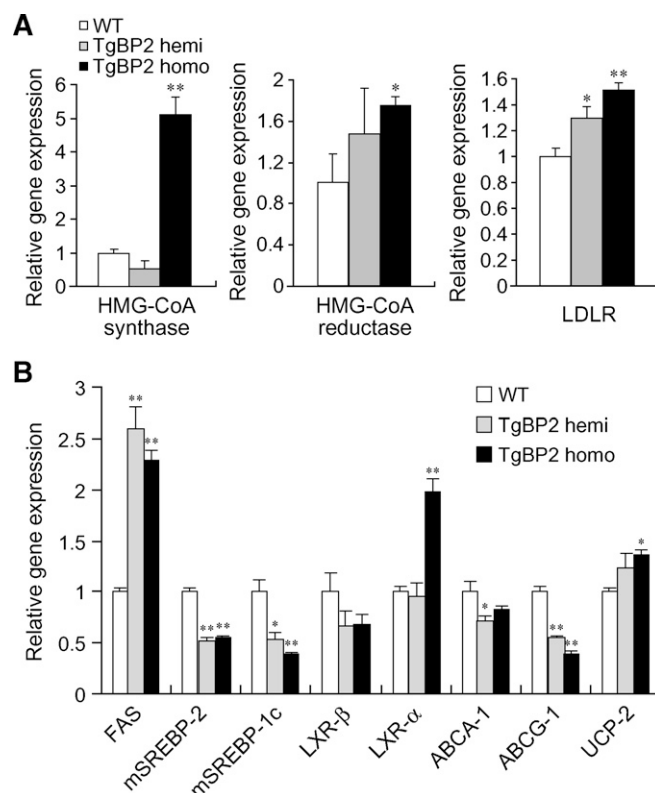 A
WT
TgBP2 hemi
TgBP2 homo
Relative gene expression
6
5
4
3
2
1
0
**
HMG-CoA
synthase
Relative gene expression
2
1.6
1.2
0.8
0.4
0
*
HMG-CoA
reductase
Relative gene expression
1.6
1.4
1.2
1
0.8
0.6
0.4
0.2
0
*
**
LDLR
B
WT
TgBP2 hemi
TgBP2 homo
Relative gene expression
3
2.5
2
1.5
1
0.5
0
**
**
**
**
*
**
**
*
**
**
*
FAS
mSREBP-2
mSREBP-1c
LXR-β
LXR-α
ABCA-1
ABCG-1
UCP-2